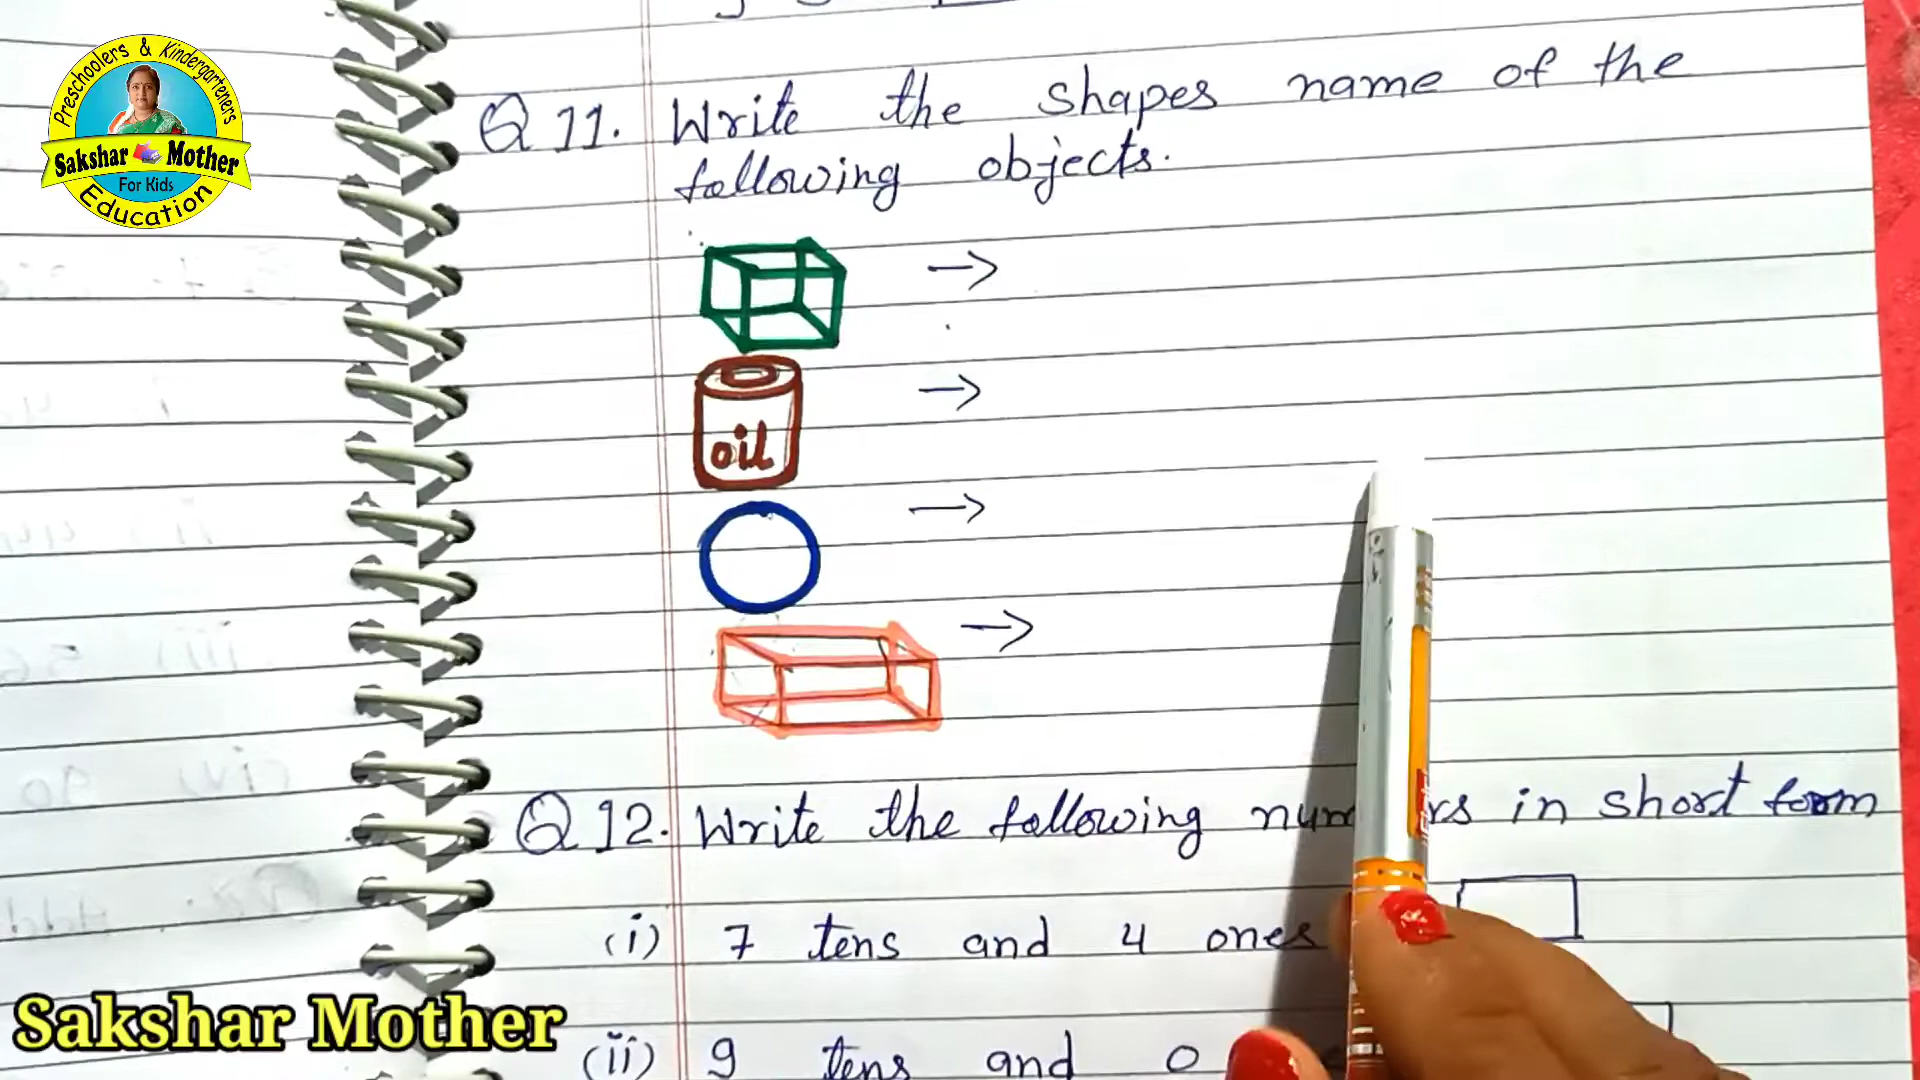 Preschoolers & Kindergarteners
Sakshar Mother
For Kids
Education
Q 11. Write the shapes name of the
following objects.
oil
Q 12. Write the following in short form
(i) 7 tens and 4 ones
(ii) 9 tens and 0
Sakshar Mother